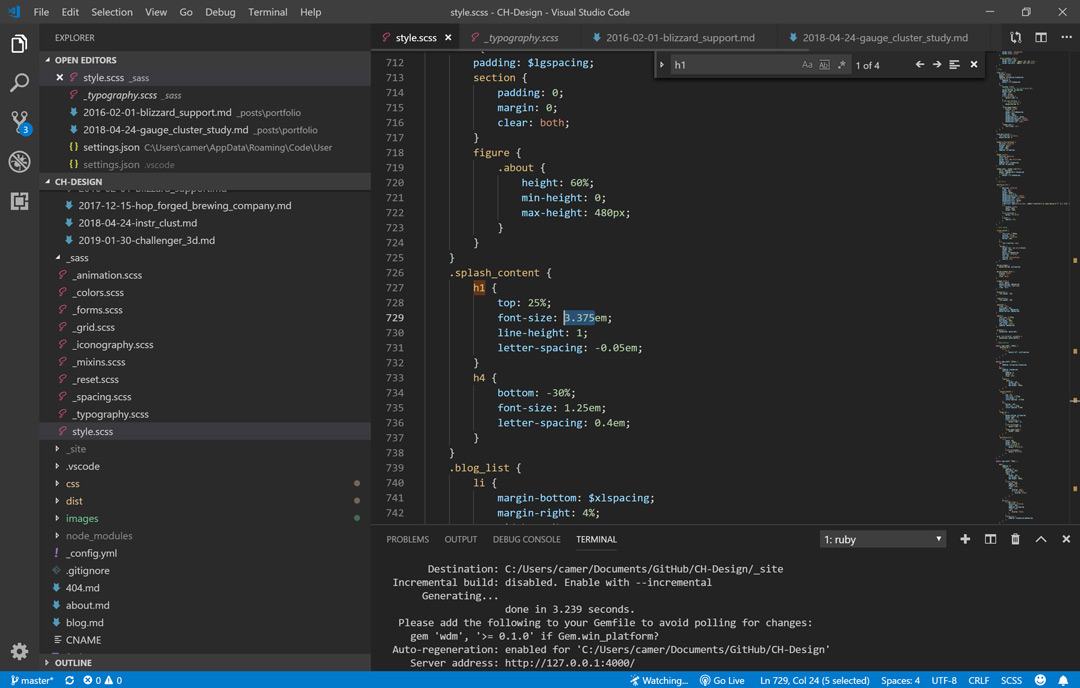 File Edit Selection View Go Debug Terminal Help
style.scss - CH-Design - Visual Studio Code
EXPLORER
OPEN EDITORS
style.scss _sass
_typography.scss _sass
2016-02-01-blizzard_support.md _posts\portfolio
2018-04-24-gauge_cluster_study.md _posts\portfolio
{} settings.json C:\Users\camer\AppData\Roaming\Code\User
{} settings.json .vscode
CH-DESIGN
2016-02-01-blizzard_support.md
2017-12-15-hop_forged_brewing_company.md
2018-04-24-instr_clust.md
2019-01-30-challenger_3d.md
_sass
_animation.scss
_colors.scss
_forms.scss
_grid.scss
_iconography.scss
_mixins.scss
_reset.scss
_spacing.scss
_typography.scss
style.scss
_site
.vscode
css
dist
images
node_modules
! _config.yml
.gitignore
404.md
about.md
blog.md
CNAME
OUTLINE
3
style.scss
_typography.scss
2016-02-01-blizzard_support.md
2018-04-24-gauge_cluster_study.md
h1
Aa Abl .* 1 of 4
712 padding: $lgspacing;
713 section {
714 padding: 0;
715 margin: 0;
716 clear: both;
717 }
718 figure {
719 .about {
720 height: 60%;
721 min-height: 0;
722 max-height: 480px;
723 }
724 }
725 }
726 .splash_content {
727 h1 {
728 top: 25%;
729 font-size: 3.375em;
730 line-height: 1;
731 letter-spacing: -0.05em;
732 }
733 h4 {
734 bottom: -30%;
735 font-size: 1.25em;
736 letter-spacing: 0.4em;
737 }
738 }
739 .blog_list {
740 li {
741 margin-bottom: $xlspacing;
742 margin-right: 4%;
PROBLEMS OUTPUT DEBUG CONSOLE TERMINAL
1: ruby
Destination: C:/Users/camer/Documents/GitHub/CH-Design/_site
Incremental build: disabled. Enable with --incremental
Generating...
done in 3.239 seconds.
Please add the following to your Gemfile to avoid polling for changes:
gem 'wdm', '>= 0.1.0' if Gem.win_platform?
Auto-regeneration: enabled for 'C:/Users/camer/Documents/GitHub/CH-Design'
Server address: http://127.0.0.1:4000/
master* 0 0 Watching... Go Live Ln 729, Col 24 (5 selected) Spaces: 4 UTF-8 CRLF SCSS